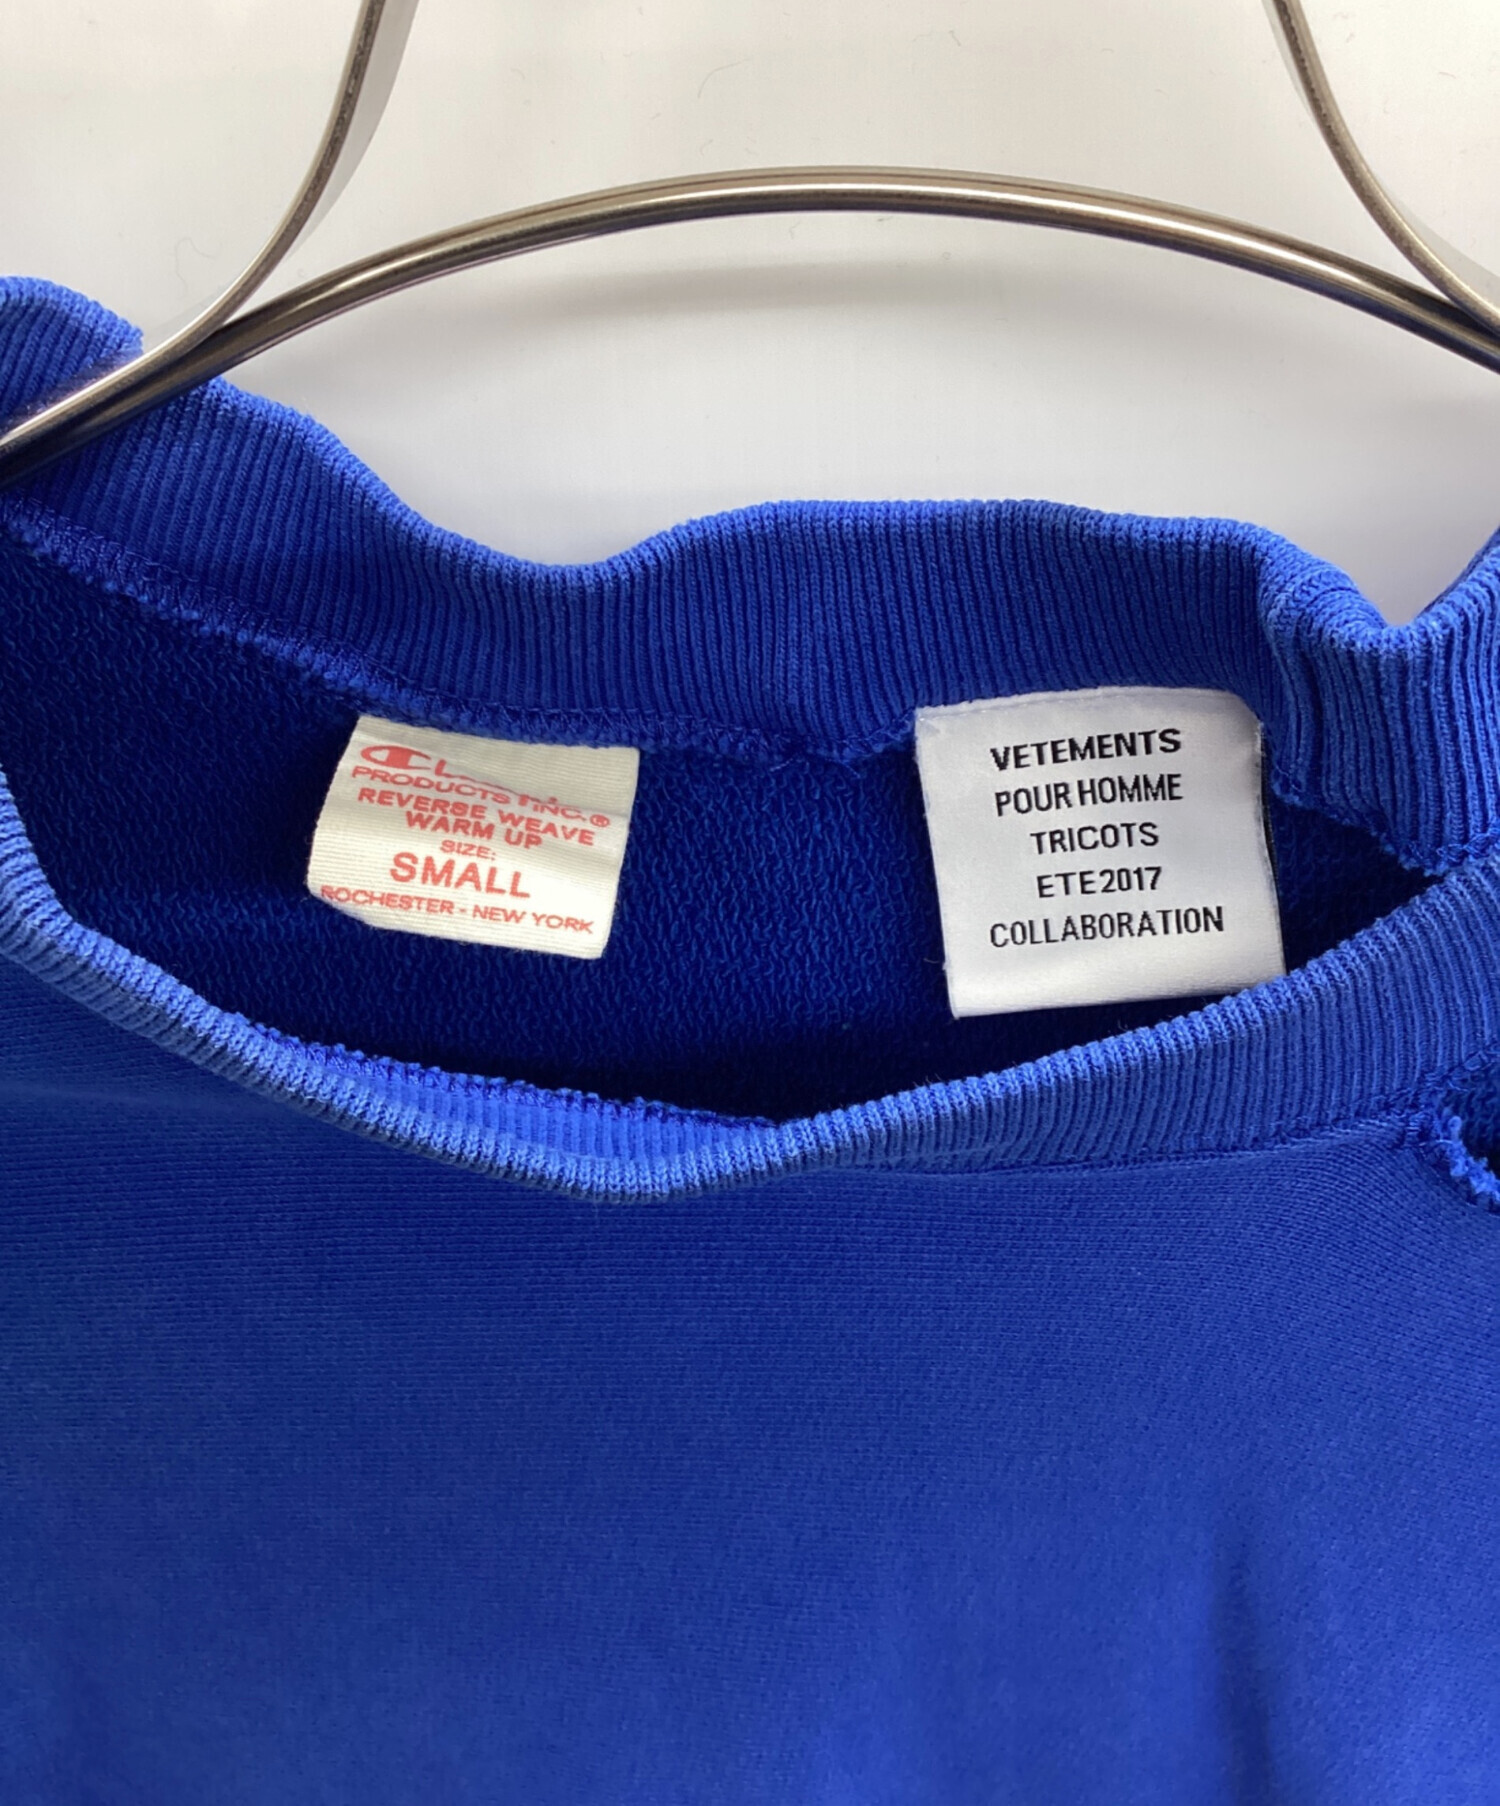 PRODUCTS INC.®
REVERSE WEAVE
WARM UP
SIZE:
SMALL
ROCHESTER - NEW YORK
VETEMENTS
POUR HOMME
TRICOTS
ETE 2017
COLLABORATION